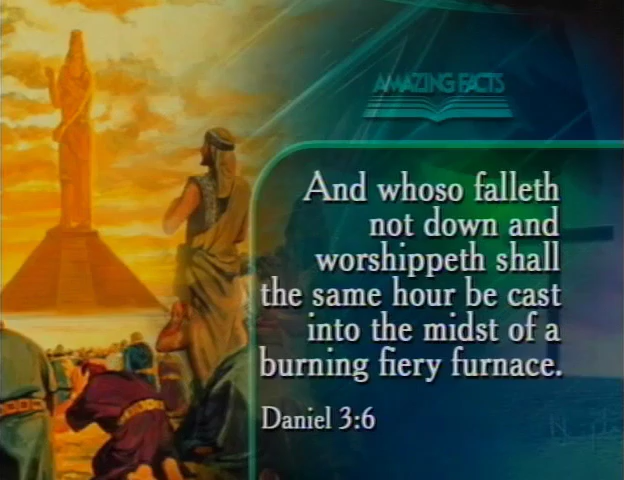 AMAZING FACTS
And whoso falleth
not down and
worshippeth shall
the same hour be cast
into the midst of a
burning fiery furnace.
Daniel 3:6